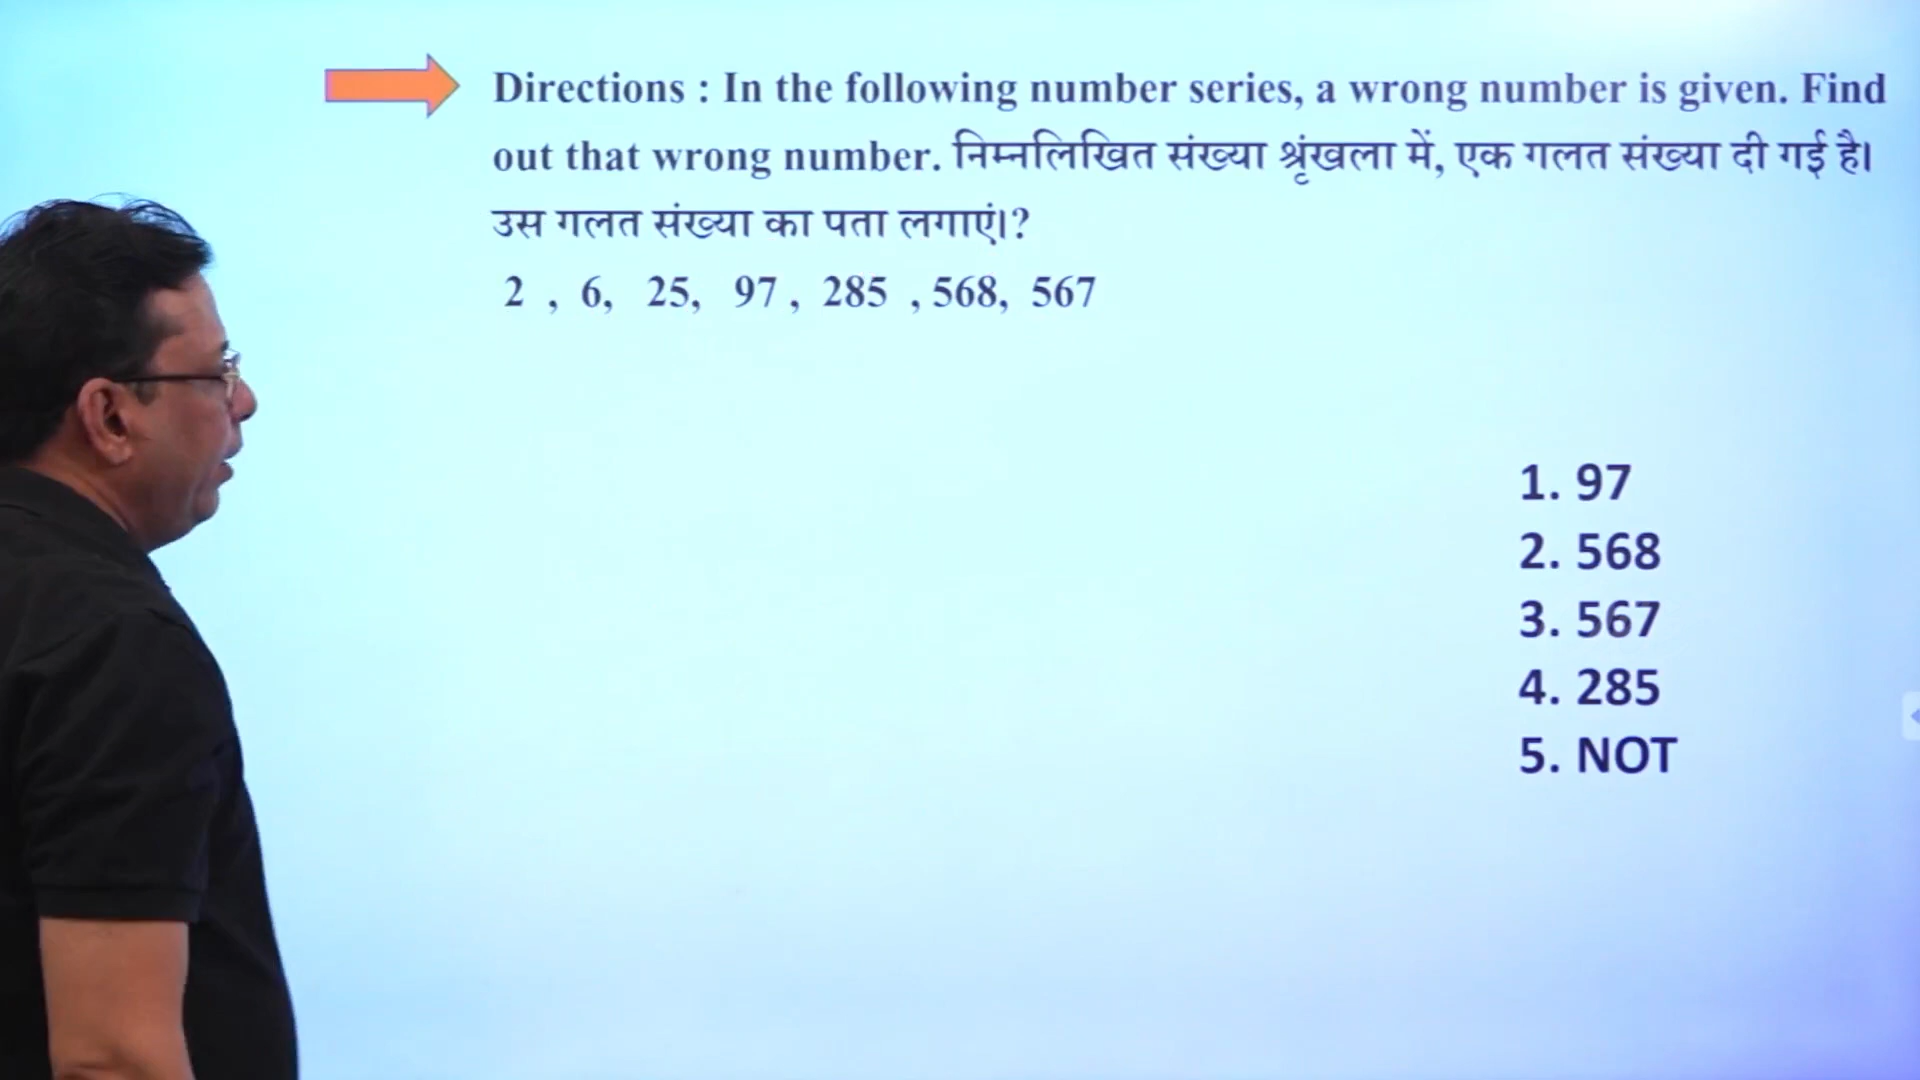 Directions : In the following number series, a wrong number is given. Find
out that wrong number. निम्नलिखित संख्या श्रृंखला में, एक गलत संख्या दी गई है।
उस गलत संख्या का पता लगाएं।?
2 , 6, 25, 97 , 285 , 568, 567
1. 97
2. 568
3. 567
4. 285
5. NOT